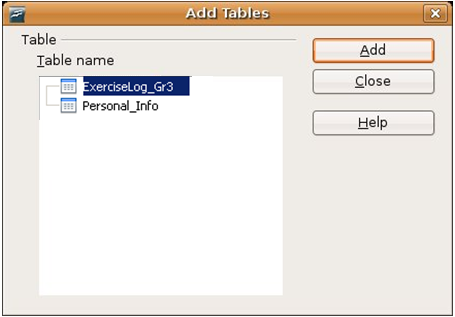 Add Tables
Table
Table name
ExerciseLog_Gr3
Personal_Info
Add
Close
Help